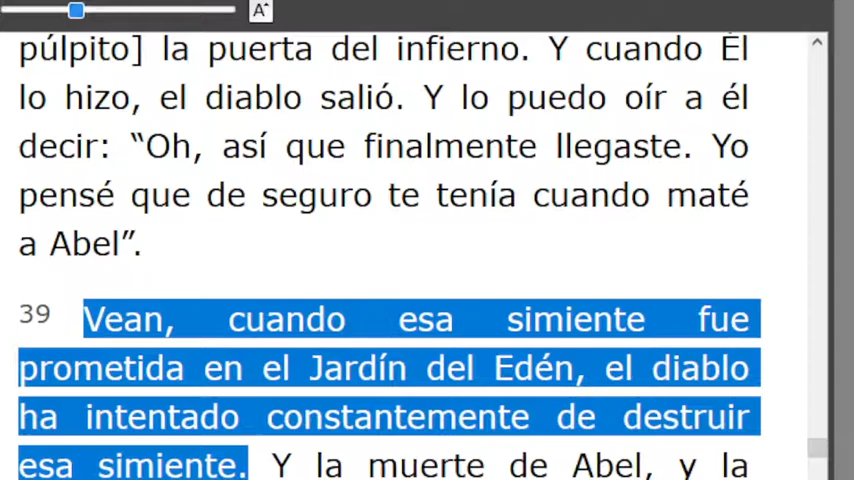 A^
púlpito] la puerta del infierno. Y cuando Él
lo hizo, el diablo salió. Y lo puedo oír a él
decir: “Oh, así que finalmente llegaste. Yo
pensé que de seguro te tenía cuando maté
a Abel”.
39 Vean, cuando esa simiente fue
prometida en el Jardín del Edén, el diablo
ha intentado constantemente de destruir
esa simiente. Y la muerte de Abel, y la